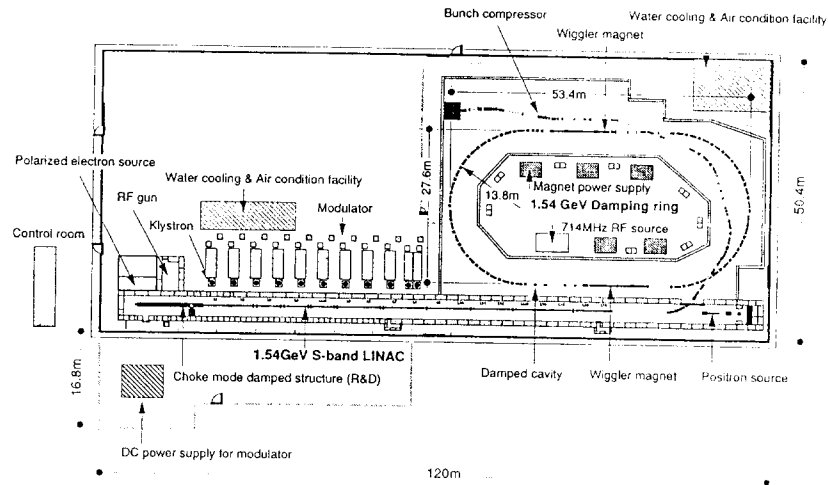 Bunch compressor
Water cooling & Air condition facility
Wiggler magnet
53.4m
Polarized electron source
RF gun
Water cooling & Air condition facility
Klystron
Modulator
Control room
27.6m
13.8m
Magnet power supply
1.54 GeV Damping ring
714MHz RF source
50.4m
1.54GeV S-band LINAC
Choke mode damped structure (R&D)
Damped cavity
Wiggler magnet
Positron source
16.8m
DC power supply for modulator
120m